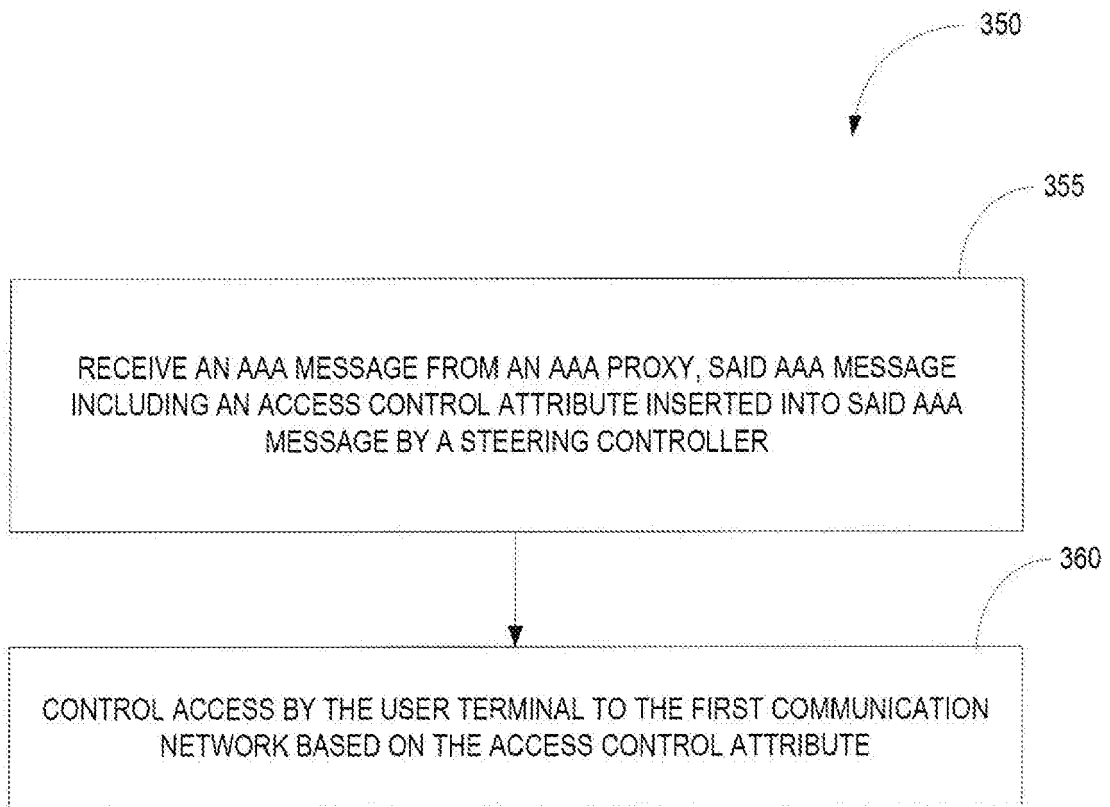 350
355
RECEIVE AN AAA MESSAGE FROM AN AAA PROXY, SAID AAA MESSAGE
INCLUDING AN ACCESS CONTROL ATTRIBUTE INSERTED INTO SAID AAA
MESSAGE BY A STEERING CONTROLLER
360
CONTROL ACCESS BY THE USER TERMINAL TO THE FIRST COMMUNICATION
NETWORK BASED ON THE ACCESS CONTROL ATTRIBUTE